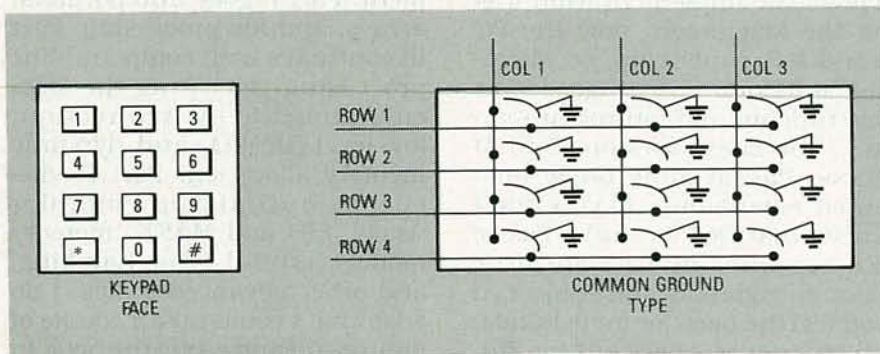 1 2 3
4 5 6
7 8 9
* 0 #
KEYPAD
FACE
COL 1 COL 2 COL 3
ROW 1
ROW 2
ROW 3
ROW 4
COMMON GROUND
TYPE